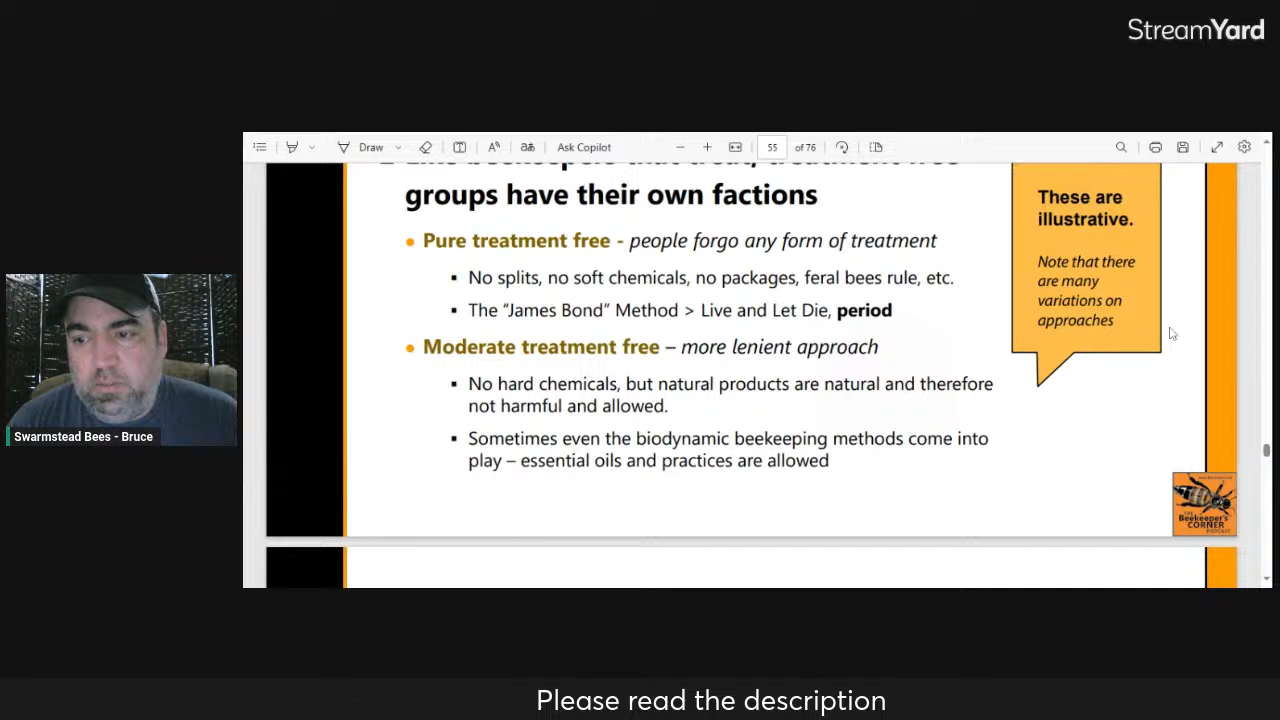 StreamYard
Draw
Ask Copilot
55
of 76
groups have their own factions
• Pure treatment free - people forgo any form of treatment
▪ No splits, no soft chemicals, no packages, feral bees rule, etc.
▪ The "James Bond" Method > Live and Let Die, period
• Moderate treatment free – more lenient approach
▪ No hard chemicals, but natural products are natural and therefore
not harmful and allowed.
▪ Sometimes even the biodynamic beekeeping methods come into
play – essential oils and practices are allowed
These are
illustrative.
Note that there
are many
variations on
approaches
The
Beekeeper's
CORNER
PODCAST
Swarmstead Bees - Bruce
Please read the description